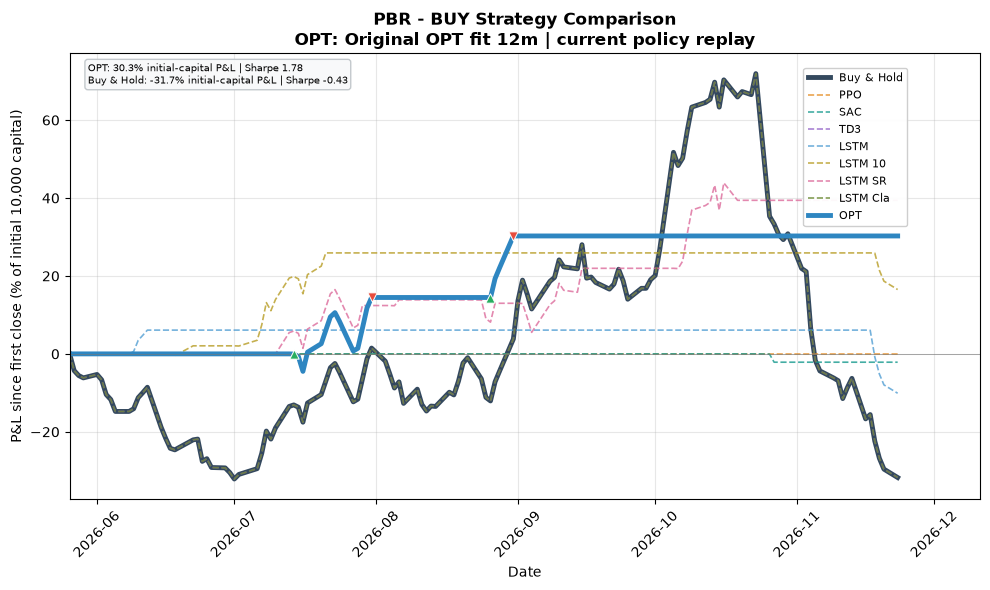 PBR - BUY Strategy Comparison
OPT: Original OPT fit 12m | current policy replay
OPT: 30.3% initial-capital P&L | Sharpe 1.78
Buy & Hold: -31.7% initial-capital P&L | Sharpe -0.43
Buy & Hold
PPO
SAC
TD3
LSTM
LSTM 10
LSTM SR
LSTM Cla
OPT
P&L since first close (% of initial 10,000 capital)
60
40
20
0
−20
2026-06
2026-07
2026-08
2026-09
2026-10
2026-11
2026-12
Date